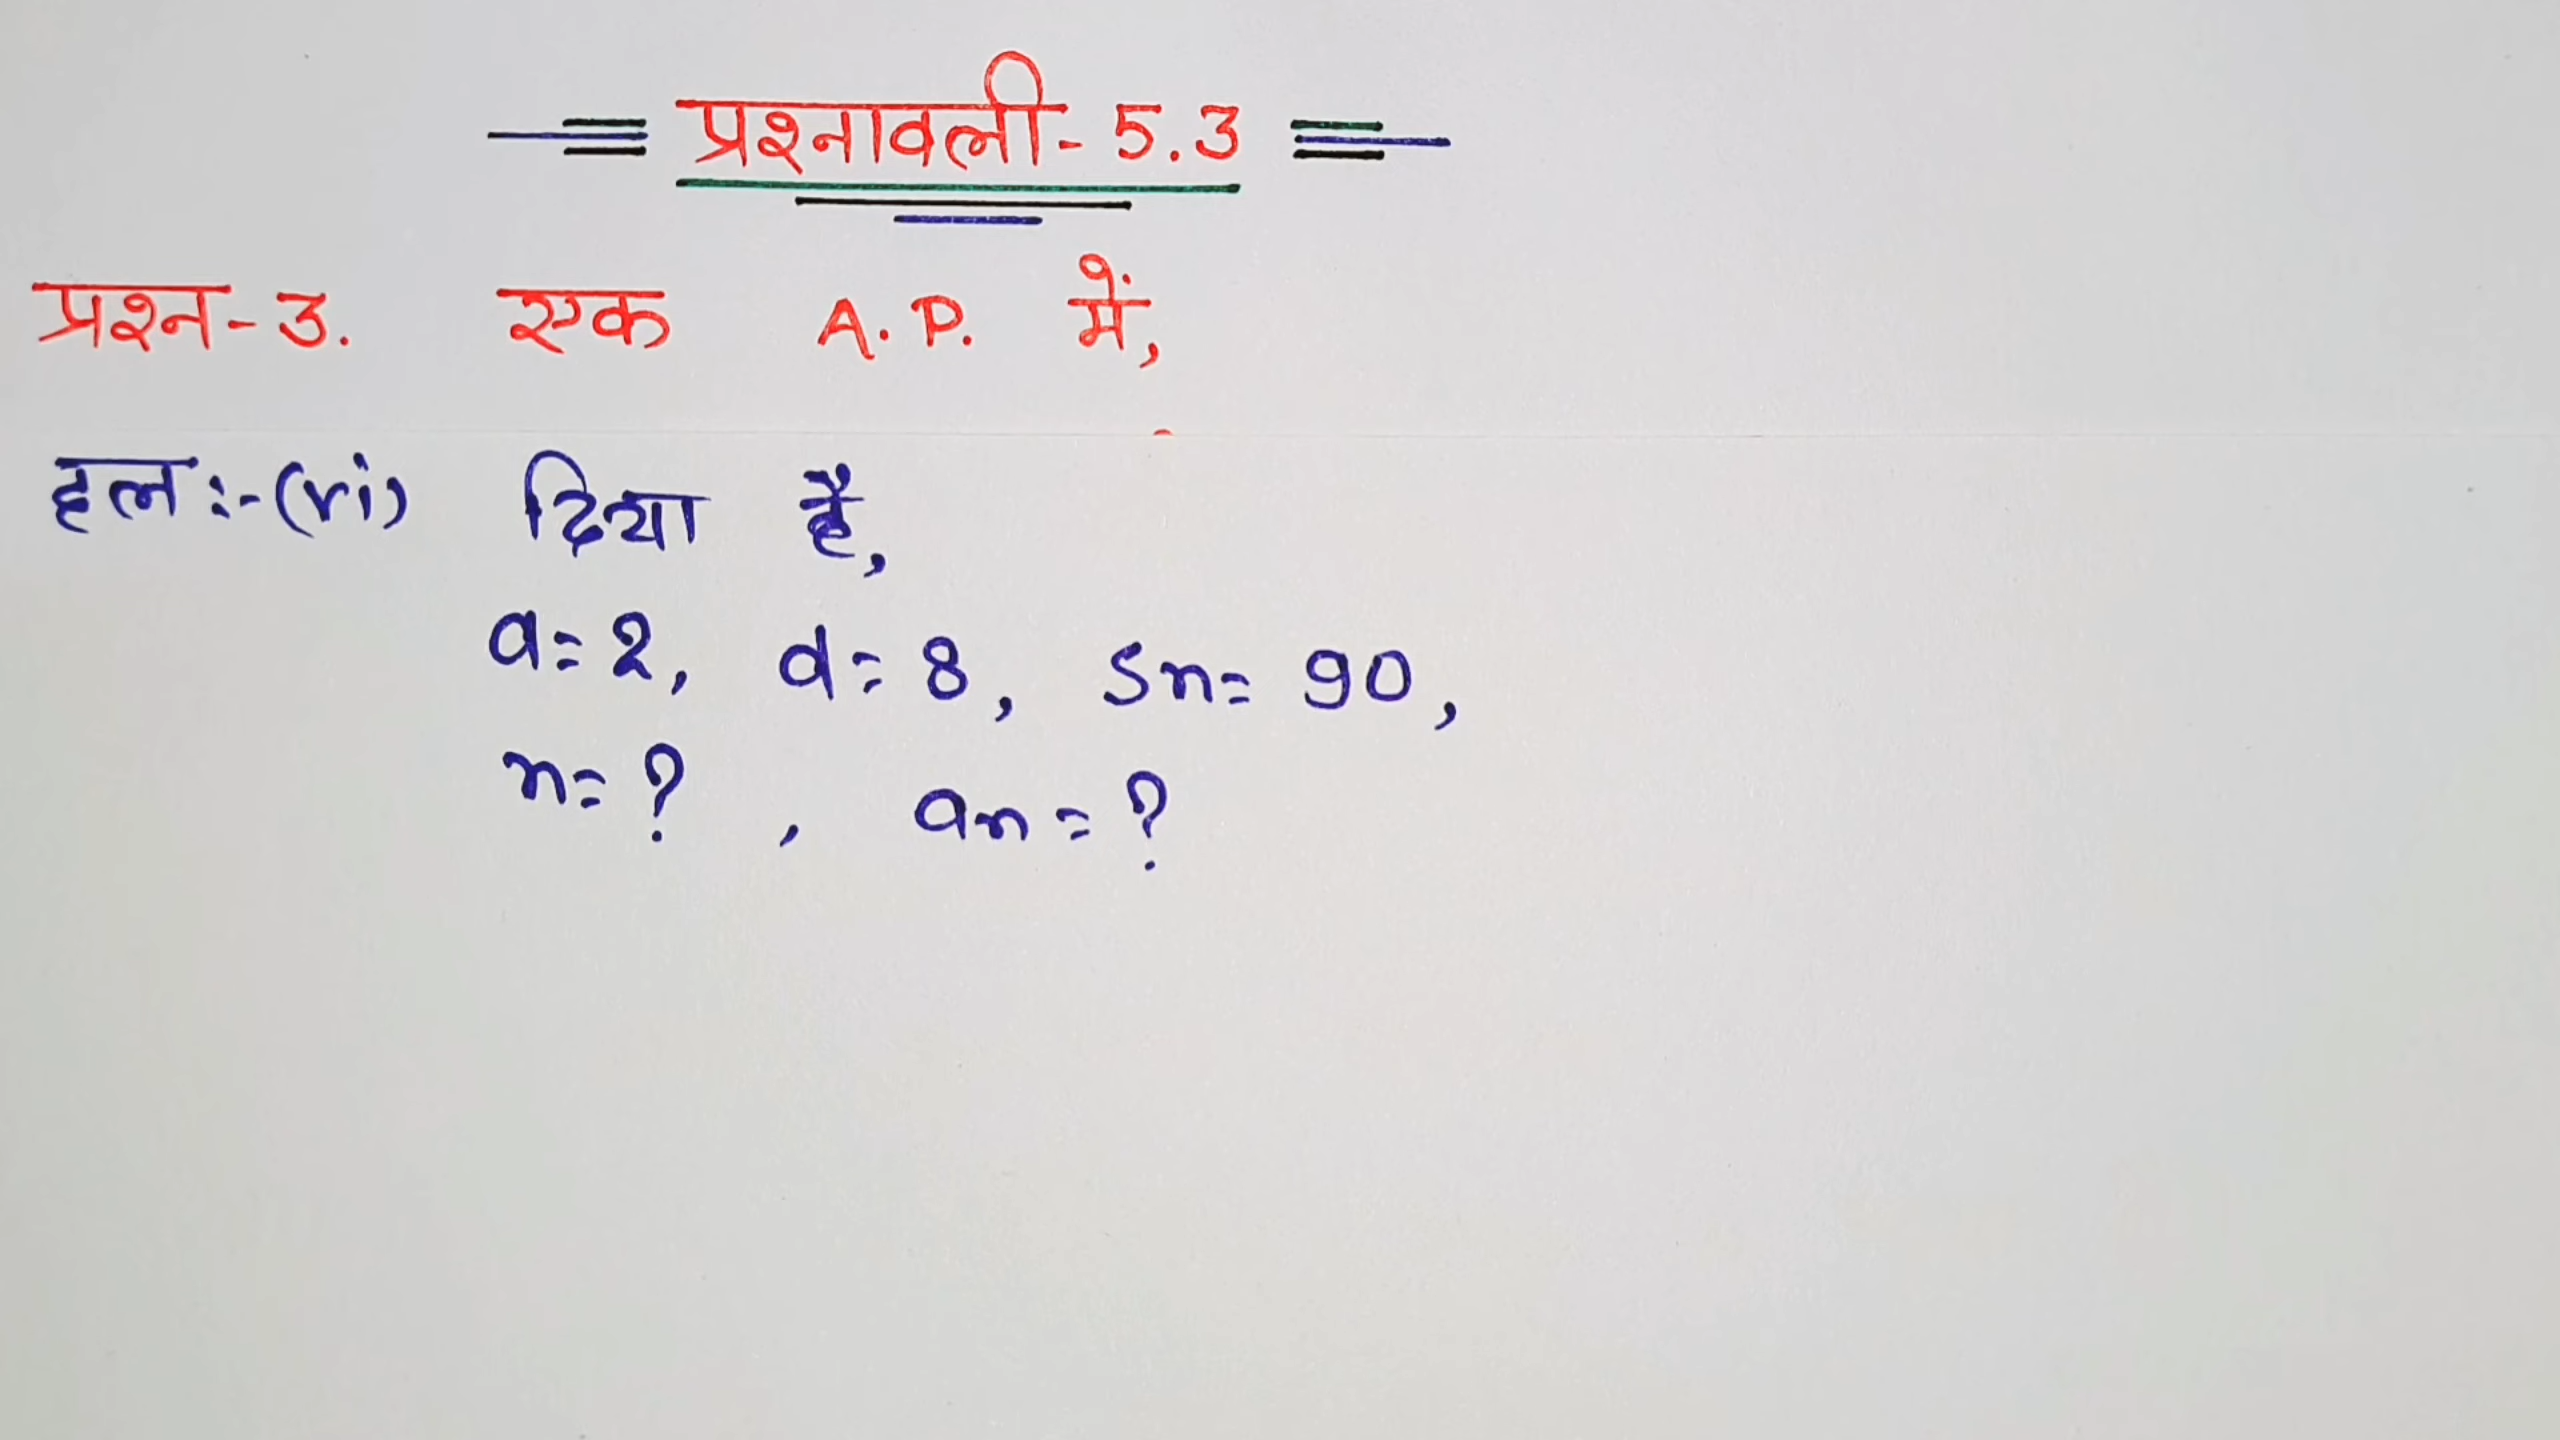 प्रश्नावली- 5.3
प्रश्न-3. एक A.P. में,
हल:-(vi) दिया है,
a=2, d=8, Sn= 90,
n=? , an=?